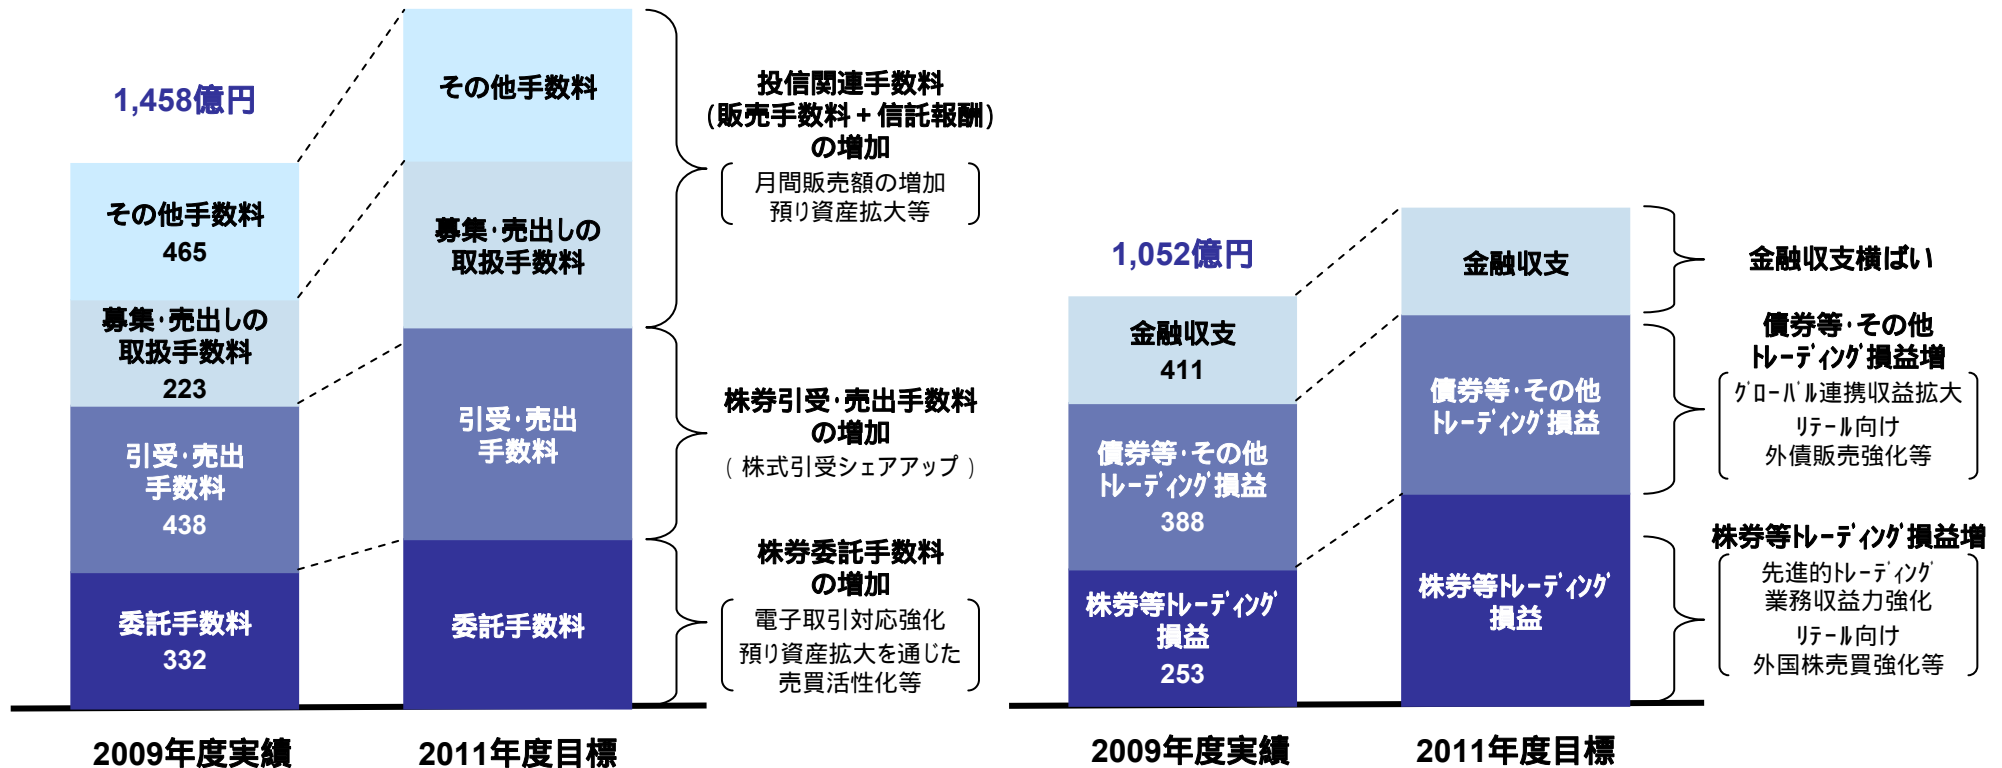 1,458億円
その他手数料
465
募集･売出しの
取扱手数料
223
引受･売出
手数料
438
委託手数料
332
2009年度実績
その他手数料
募集･売出しの
取扱手数料
引受･売出
手数料
委託手数料
2011年度目標
投信関連手数料
(販売手数料+信託報酬)
の増加
月間販売額の増加
預り資産拡大等
株券引受･売出手数料
の増加
( 株式引受シェアアップ )
株券委託手数料
の増加
電子取引対応強化
預り資産拡大を通じた
売買活性化等
1,052億円
金融収支
411
債券等･その他
ﾄﾚｰﾃﾞｨﾝｸﾞ損益
388
株券等ﾄﾚｰﾃﾞｨﾝｸﾞ
損益
253
2009年度実績
金融収支
債券等･その他
ﾄﾚｰﾃﾞｨﾝｸﾞ損益
株券等ﾄﾚｰﾃﾞｨﾝｸﾞ
損益
2011年度目標
金融収支横ばい
債券等･その他
ﾄﾚｰﾃﾞｨﾝｸﾞ損益増
ｸﾞﾛｰﾊﾞﾙ連携収益拡大
ﾘﾃｰﾙ向け
外債販売強化等
株券等ﾄﾚｰﾃﾞｨﾝｸﾞ損益増
先進的ﾄﾚｰﾃﾞｨﾝｸﾞ
業務収益力強化
ﾘﾃｰﾙ向け
外国株売買強化等